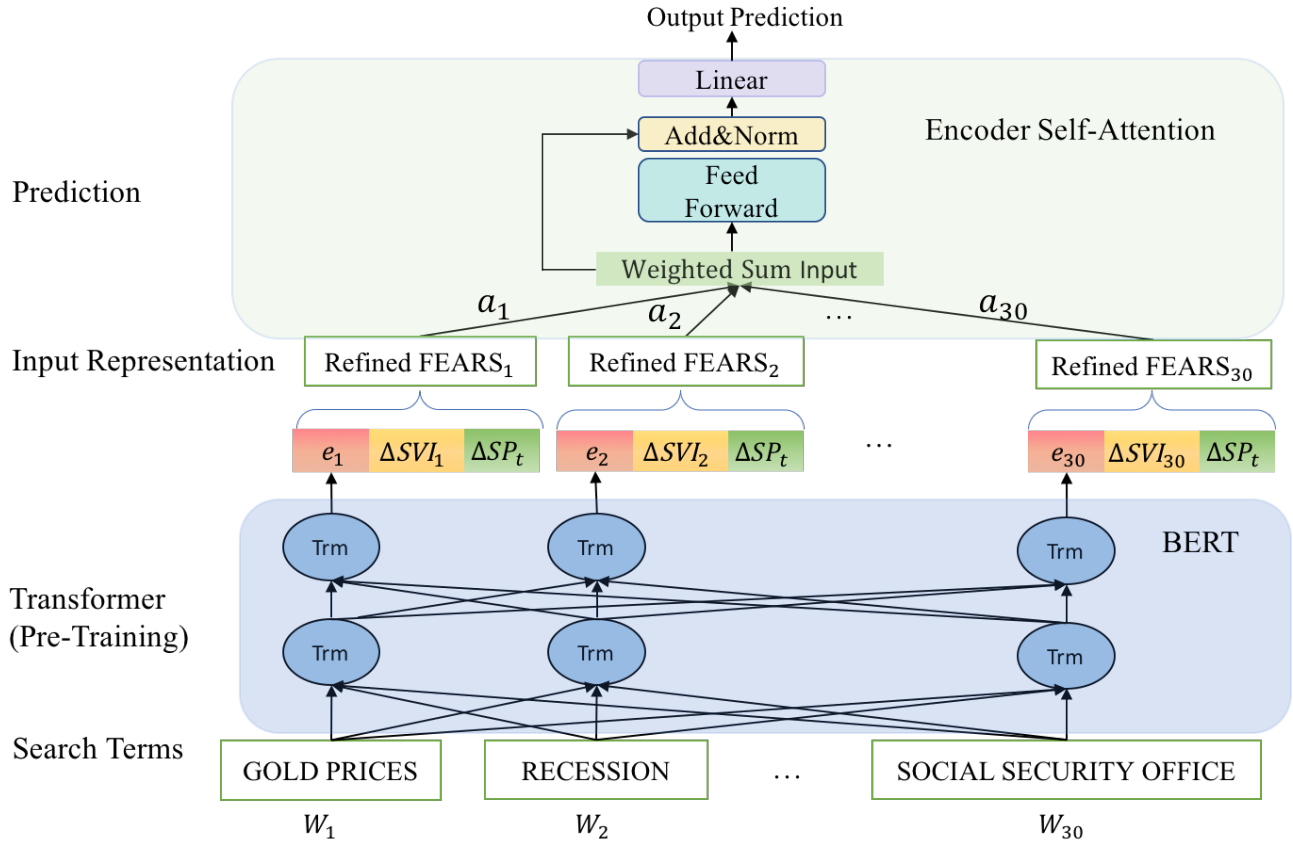 Output Prediction
Linear
Add&Norm
Encoder Self-Attention
Feed
Forward
Prediction
Weighted Sum Input
a₁
a₂
…
a₃₀
Input Representation
Refined FEARS₁
Refined FEARS₂
Refined FEARS₃₀
e₁ ΔSVI₁ ΔSPₜ
e₂ ΔSVI₂ ΔSPₜ
…
e₃₀ ΔSVI₃₀ ΔSPₜ
BERT
Trm
Trm
Trm
Transformer
(Pre-Training)
Trm
Trm
Trm
Search Terms
GOLD PRICES
RECESSION
…
SOCIAL SECURITY OFFICE
W₁
W₂
W₃₀